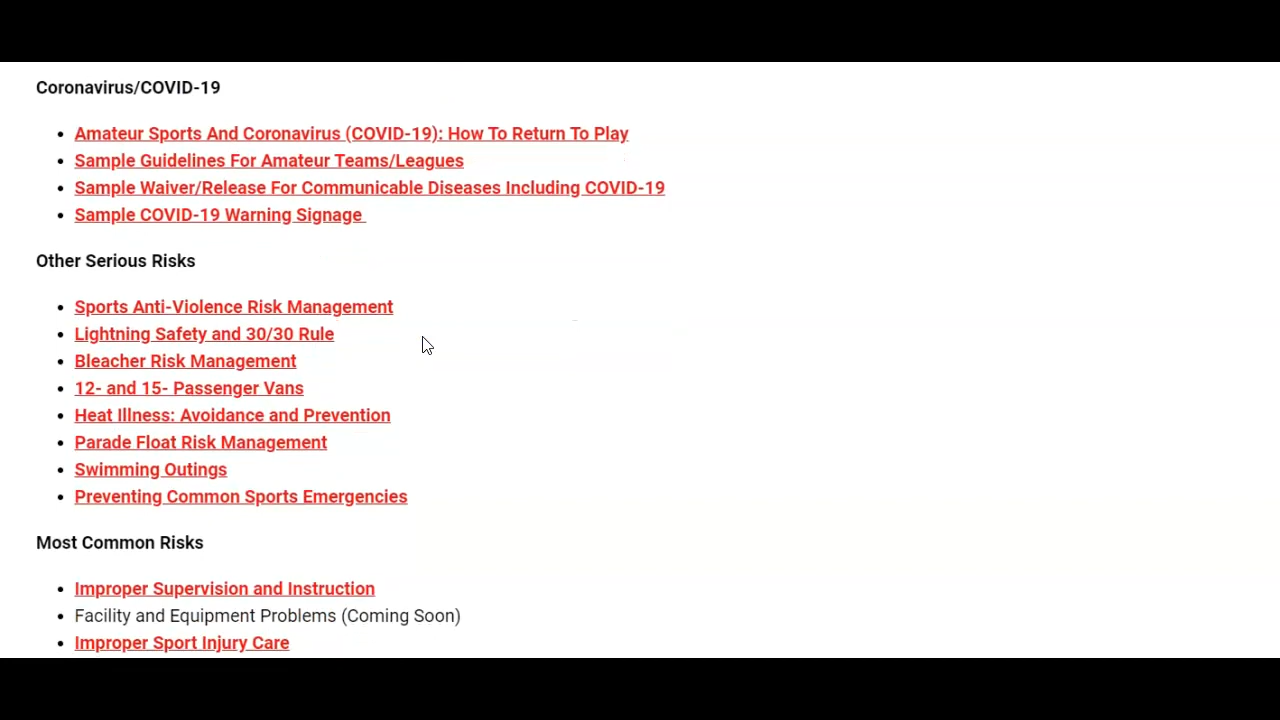 Coronavirus/COVID-19
Amateur Sports And Coronavirus (COVID-19): How To Return To Play
Sample Guidelines For Amateur Teams/Leagues
Sample Waiver/Release For Communicable Diseases Including COVID-19
Sample COVID-19 Warning Signage
Other Serious Risks
Sports Anti-Violence Risk Management
Lightning Safety and 30/30 Rule
Bleacher Risk Management
12- and 15- Passenger Vans
Heat Illness: Avoidance and Prevention
Parade Float Risk Management
Swimming Outings
Preventing Common Sports Emergencies
Most Common Risks
Improper Supervision and Instruction
Facility and Equipment Problems (Coming Soon)
Improper Sport Injury Care